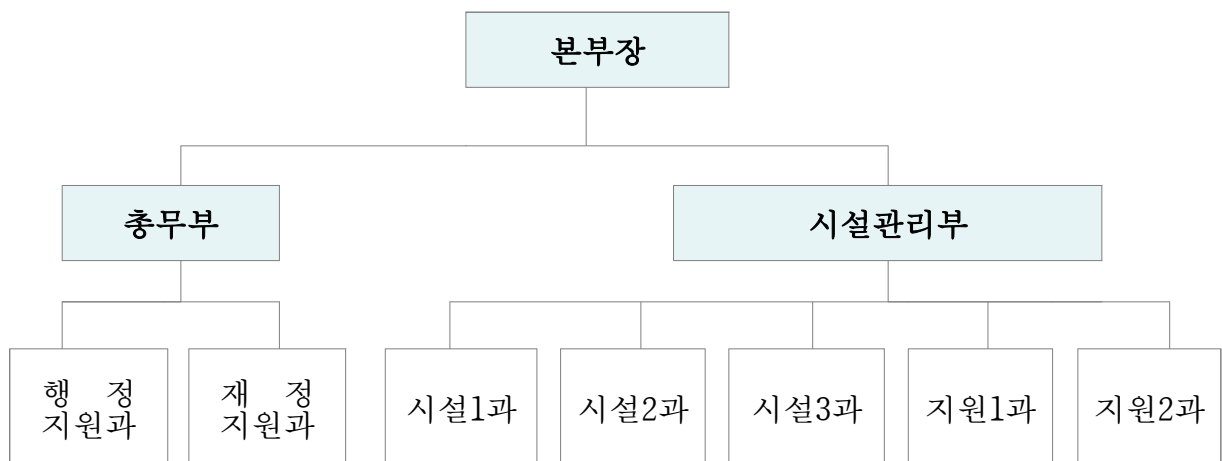 본부장
총무부
시설관리부
행 정
지원과
재 정
지원과
시설1과
시설2과
시설3과
지원1과
지원2과